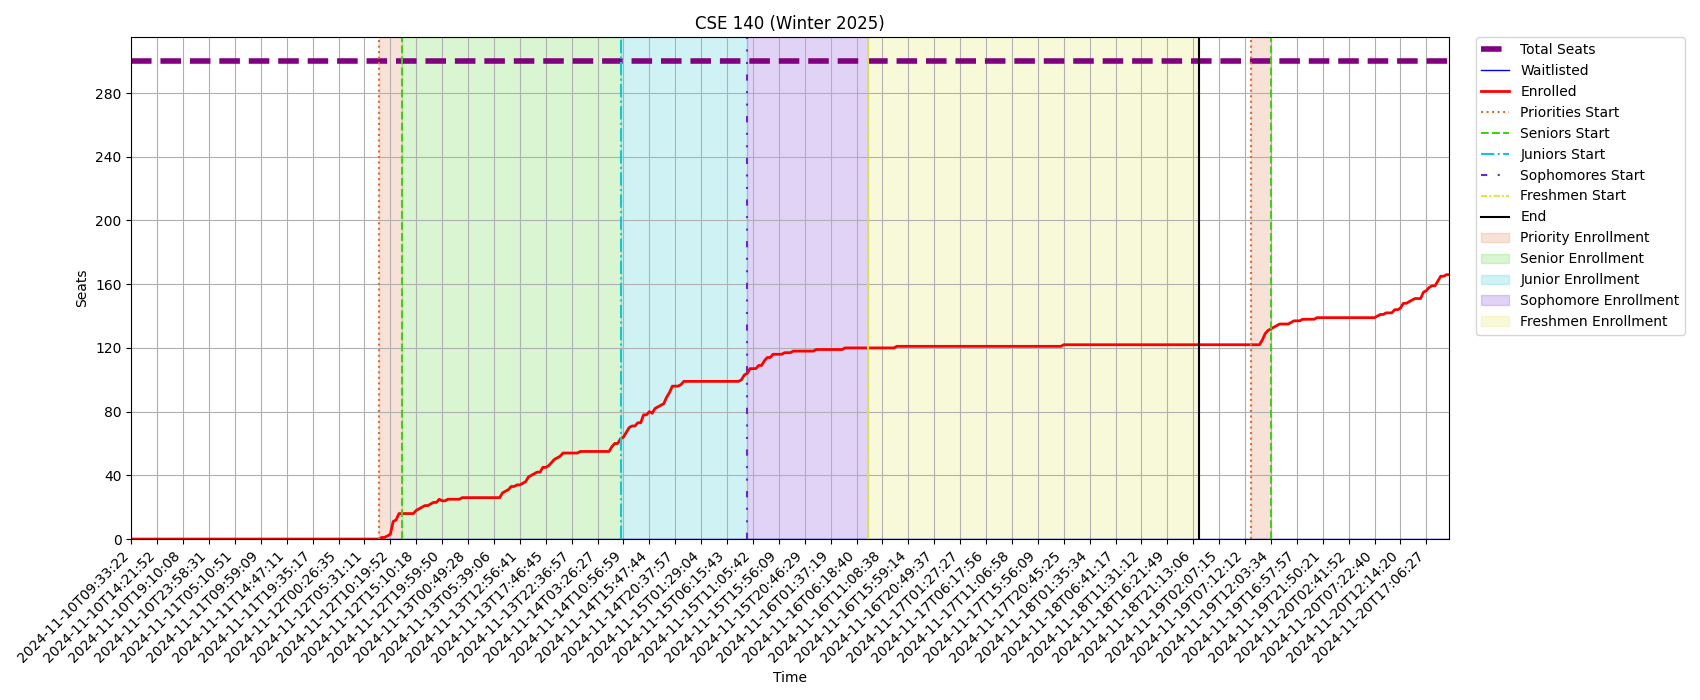 CSE 140 (Winter 2025)
Seats
280
240
200
160
120
80
40
0
2024-11-10T09:33:22
2024-11-10T14:21:52
2024-11-10T19:10:08
2024-11-10T23:58:31
2024-11-11T05:10:51
2024-11-11T09:59:09
2024-11-11T14:47:11
2024-11-11T19:35:17
2024-11-12T00:26:35
2024-11-12T05:31:11
2024-11-12T10:19:52
2024-11-12T15:10:18
2024-11-12T19:59:50
2024-11-13T00:49:28
2024-11-13T05:39:06
2024-11-13T12:56:41
2024-11-13T17:46:45
2024-11-13T22:36:57
2024-11-14T03:26:27
2024-11-14T10:56:59
2024-11-14T15:47:44
2024-11-14T20:37:57
2024-11-15T01:29:04
2024-11-15T06:15:43
2024-11-15T11:05:42
2024-11-15T15:56:09
2024-11-15T20:46:29
2024-11-16T01:37:19
2024-11-16T06:18:40
2024-11-16T11:08:38
2024-11-16T15:59:14
2024-11-16T20:49:37
2024-11-17T01:27:27
2024-11-17T06:17:56
2024-11-17T11:06:58
2024-11-17T15:56:09
2024-11-17T20:45:25
2024-11-18T01:35:34
2024-11-18T06:41:17
2024-11-18T11:31:12
2024-11-18T16:21:49
2024-11-18T21:13:06
2024-11-19T02:07:15
2024-11-19T07:12:12
2024-11-19T12:03:34
2024-11-19T16:57:57
2024-11-19T21:50:21
2024-11-20T02:41:52
2024-11-20T07:22:40
2024-11-20T12:14:20
2024-11-20T17:06:27
Time
Total Seats
Waitlisted
Enrolled
Priorities Start
Seniors Start
Juniors Start
Sophomores Start
Freshmen Start
End
Priority Enrollment
Senior Enrollment
Junior Enrollment
Sophomore Enrollment
Freshmen Enrollment